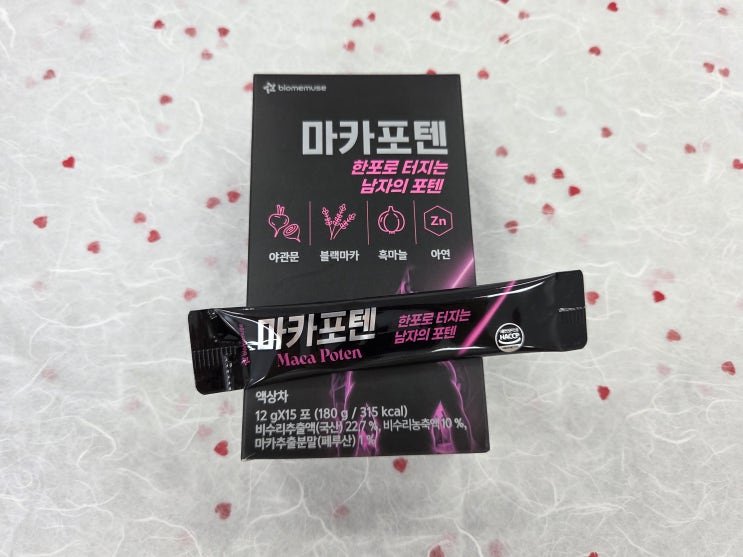 biomemuse
마카포텐
한포로 터지는
남자의 포텐
Zn
야관문 블랙마카 흑마늘 아연
마카포텐
Maca Poten
한포로 터지는
남자의 포텐
HACCP
biomemuse
액상차
12 gX15 포 (180 g / 315 kcal)
비수리추출액(국산) 22.7 %, 비수리농축액10 %,
마카추출분말(페루산) 1 %